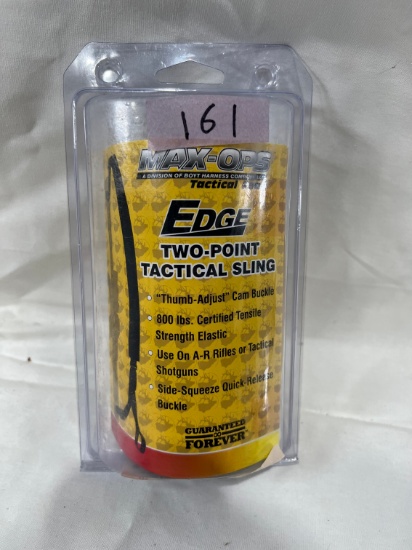 161
MAX-OPS
A DIVISION OF BOYT HARNESS COMPANY
Tactical
EDGE
TWO-POINT
TACTICAL SLING
• "Thumb-Adjust" Cam Buckle
• 800 lbs. Certified Tensile
Strength Elastic
• Use On A-R Rifles or Tactical
Shotguns
• Side-Squeeze Quick-Release
Buckle
GUARANTEED
FOREVER